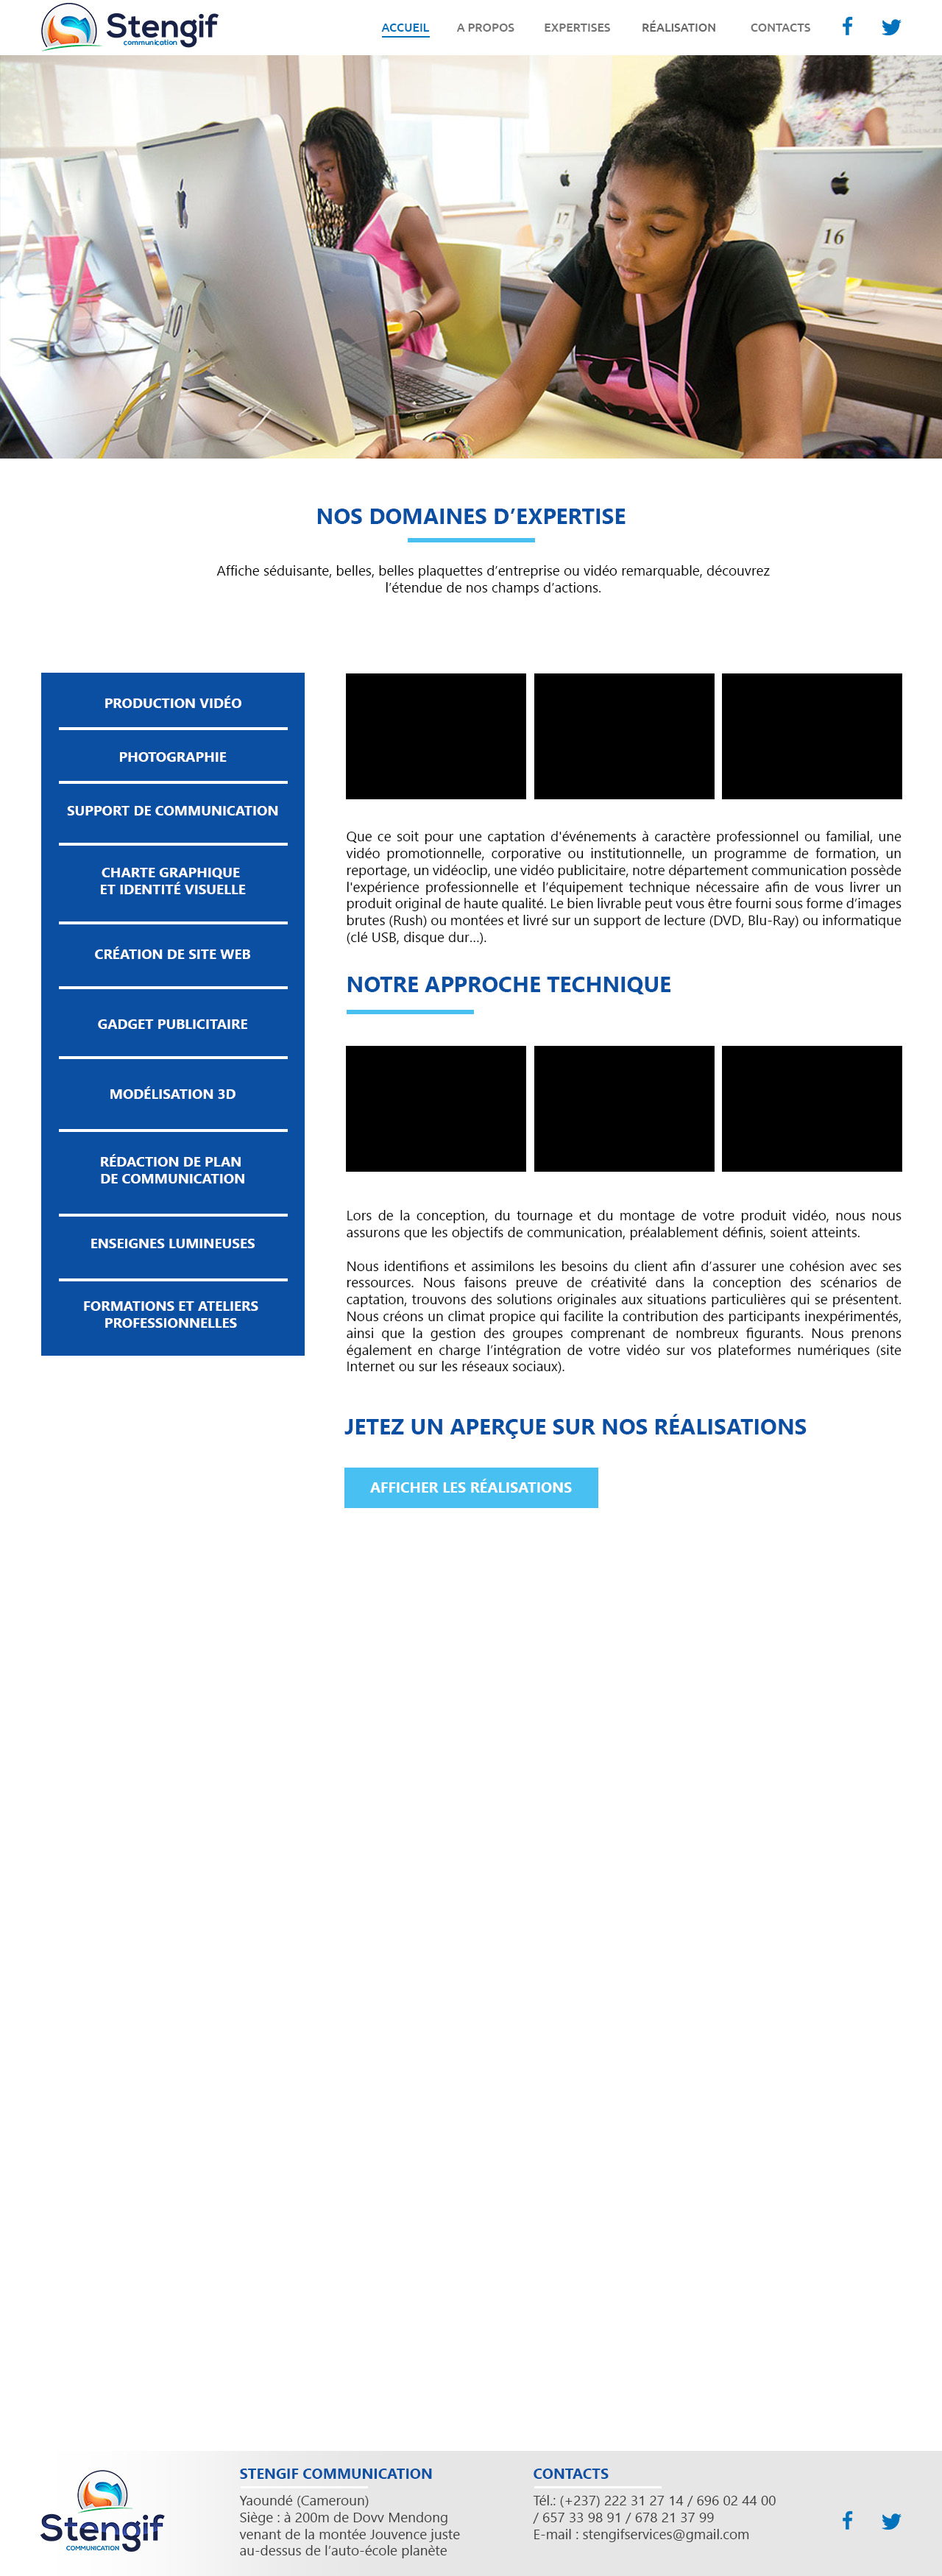 Stengif
communication
ACCUEIL A PROPOS EXPERTISES RÉALISATION CONTACTS
10
17
16
NOS DOMAINES D’EXPERTISE
Affiche séduisante, belles, belles plaquettes d’entreprise ou vidéo remarquable, découvrez
l’étendue de nos champs d’actions.
PRODUCTION VIDÉO
PHOTOGRAPHIE
SUPPORT DE COMMUNICATION
CHARTE GRAPHIQUE
ET IDENTITÉ VISUELLE
CRÉATION DE SITE WEB
GADGET PUBLICITAIRE
MODÉLISATION 3D
RÉDACTION DE PLAN
DE COMMUNICATION
ENSEIGNES LUMINEUSES
FORMATIONS ET ATELIERS
PROFESSIONNELLES
Que ce soit pour une captation d'événements à caractère professionnel ou familial, une
vidéo promotionnelle, corporative ou institutionnelle, un programme de formation, un
reportage, un vidéoclip, une vidéo publicitaire, notre département communication possède
l'expérience professionnelle et l’équipement technique nécessaire afin de vous livrer un
produit original de haute qualité. Le bien livrable peut vous être fourni sous forme d’images
brutes (Rush) ou montées et livré sur un support de lecture (DVD, Blu-Ray) ou informatique
(clé USB, disque dur…).
NOTRE APPROCHE TECHNIQUE
Lors de la conception, du tournage et du montage de votre produit vidéo, nous nous
assurons que les objectifs de communication, préalablement définis, soient atteints.
Nous identifions et assimilons les besoins du client afin d’assurer une cohésion avec ses
ressources. Nous faisons preuve de créativité dans la conception des scénarios de
captation, trouvons des solutions originales aux situations particulières qui se présentent.
Nous créons un climat propice qui facilite la contribution des participants inexpérimentés,
ainsi que la gestion des groupes comprenant de nombreux figurants. Nous prenons
également en charge l’intégration de votre vidéo sur vos plateformes numériques (site
Internet ou sur les réseaux sociaux).
JETEZ UN APERÇUE SUR NOS RÉALISATIONS
AFFICHER LES RÉALISATIONS
Stengif
COMMUNICATION
STENGIF COMMUNICATION
Yaoundé (Cameroun)
Siège : à 200m de Dovv Mendong
venant de la montée Jouvence juste
au-dessus de l’auto-école planète
CONTACTS
Tél.: (+237) 222 31 27 14 / 696 02 44 00
/ 657 33 98 91 / 678 21 37 99
E-mail : stengifservices@gmail.com